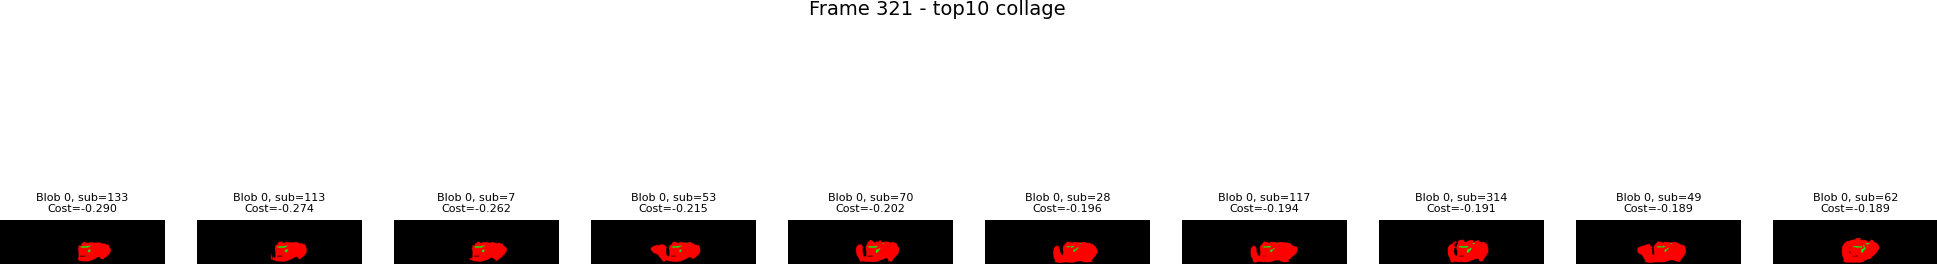 Frame 321 - top10 collage
Blob 0, sub=133
Cost=-0.290
Blob 0, sub=113
Cost=-0.274
Blob 0, sub=7
Cost=-0.262
Blob 0, sub=53
Cost=-0.215
Blob 0, sub=70
Cost=-0.202
Blob 0, sub=28
Cost=-0.196
Blob 0, sub=117
Cost=-0.194
Blob 0, sub=314
Cost=-0.191
Blob 0, sub=49
Cost=-0.189
Blob 0, sub=62
Cost=-0.189